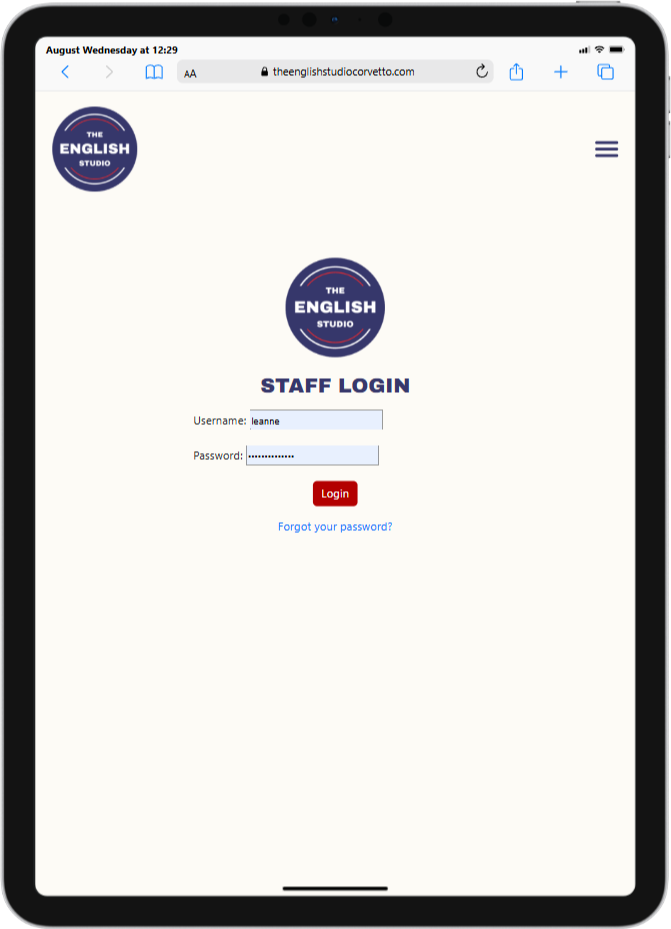 August Wednesday at 12:29
AA theenglishstudiocorvetto.com
THE
ENGLISH
STUDIO
THE
ENGLISH
STUDIO
STAFF LOGIN
Username: leanne
Password: ••••••••••••••
Login
Forgot your password?